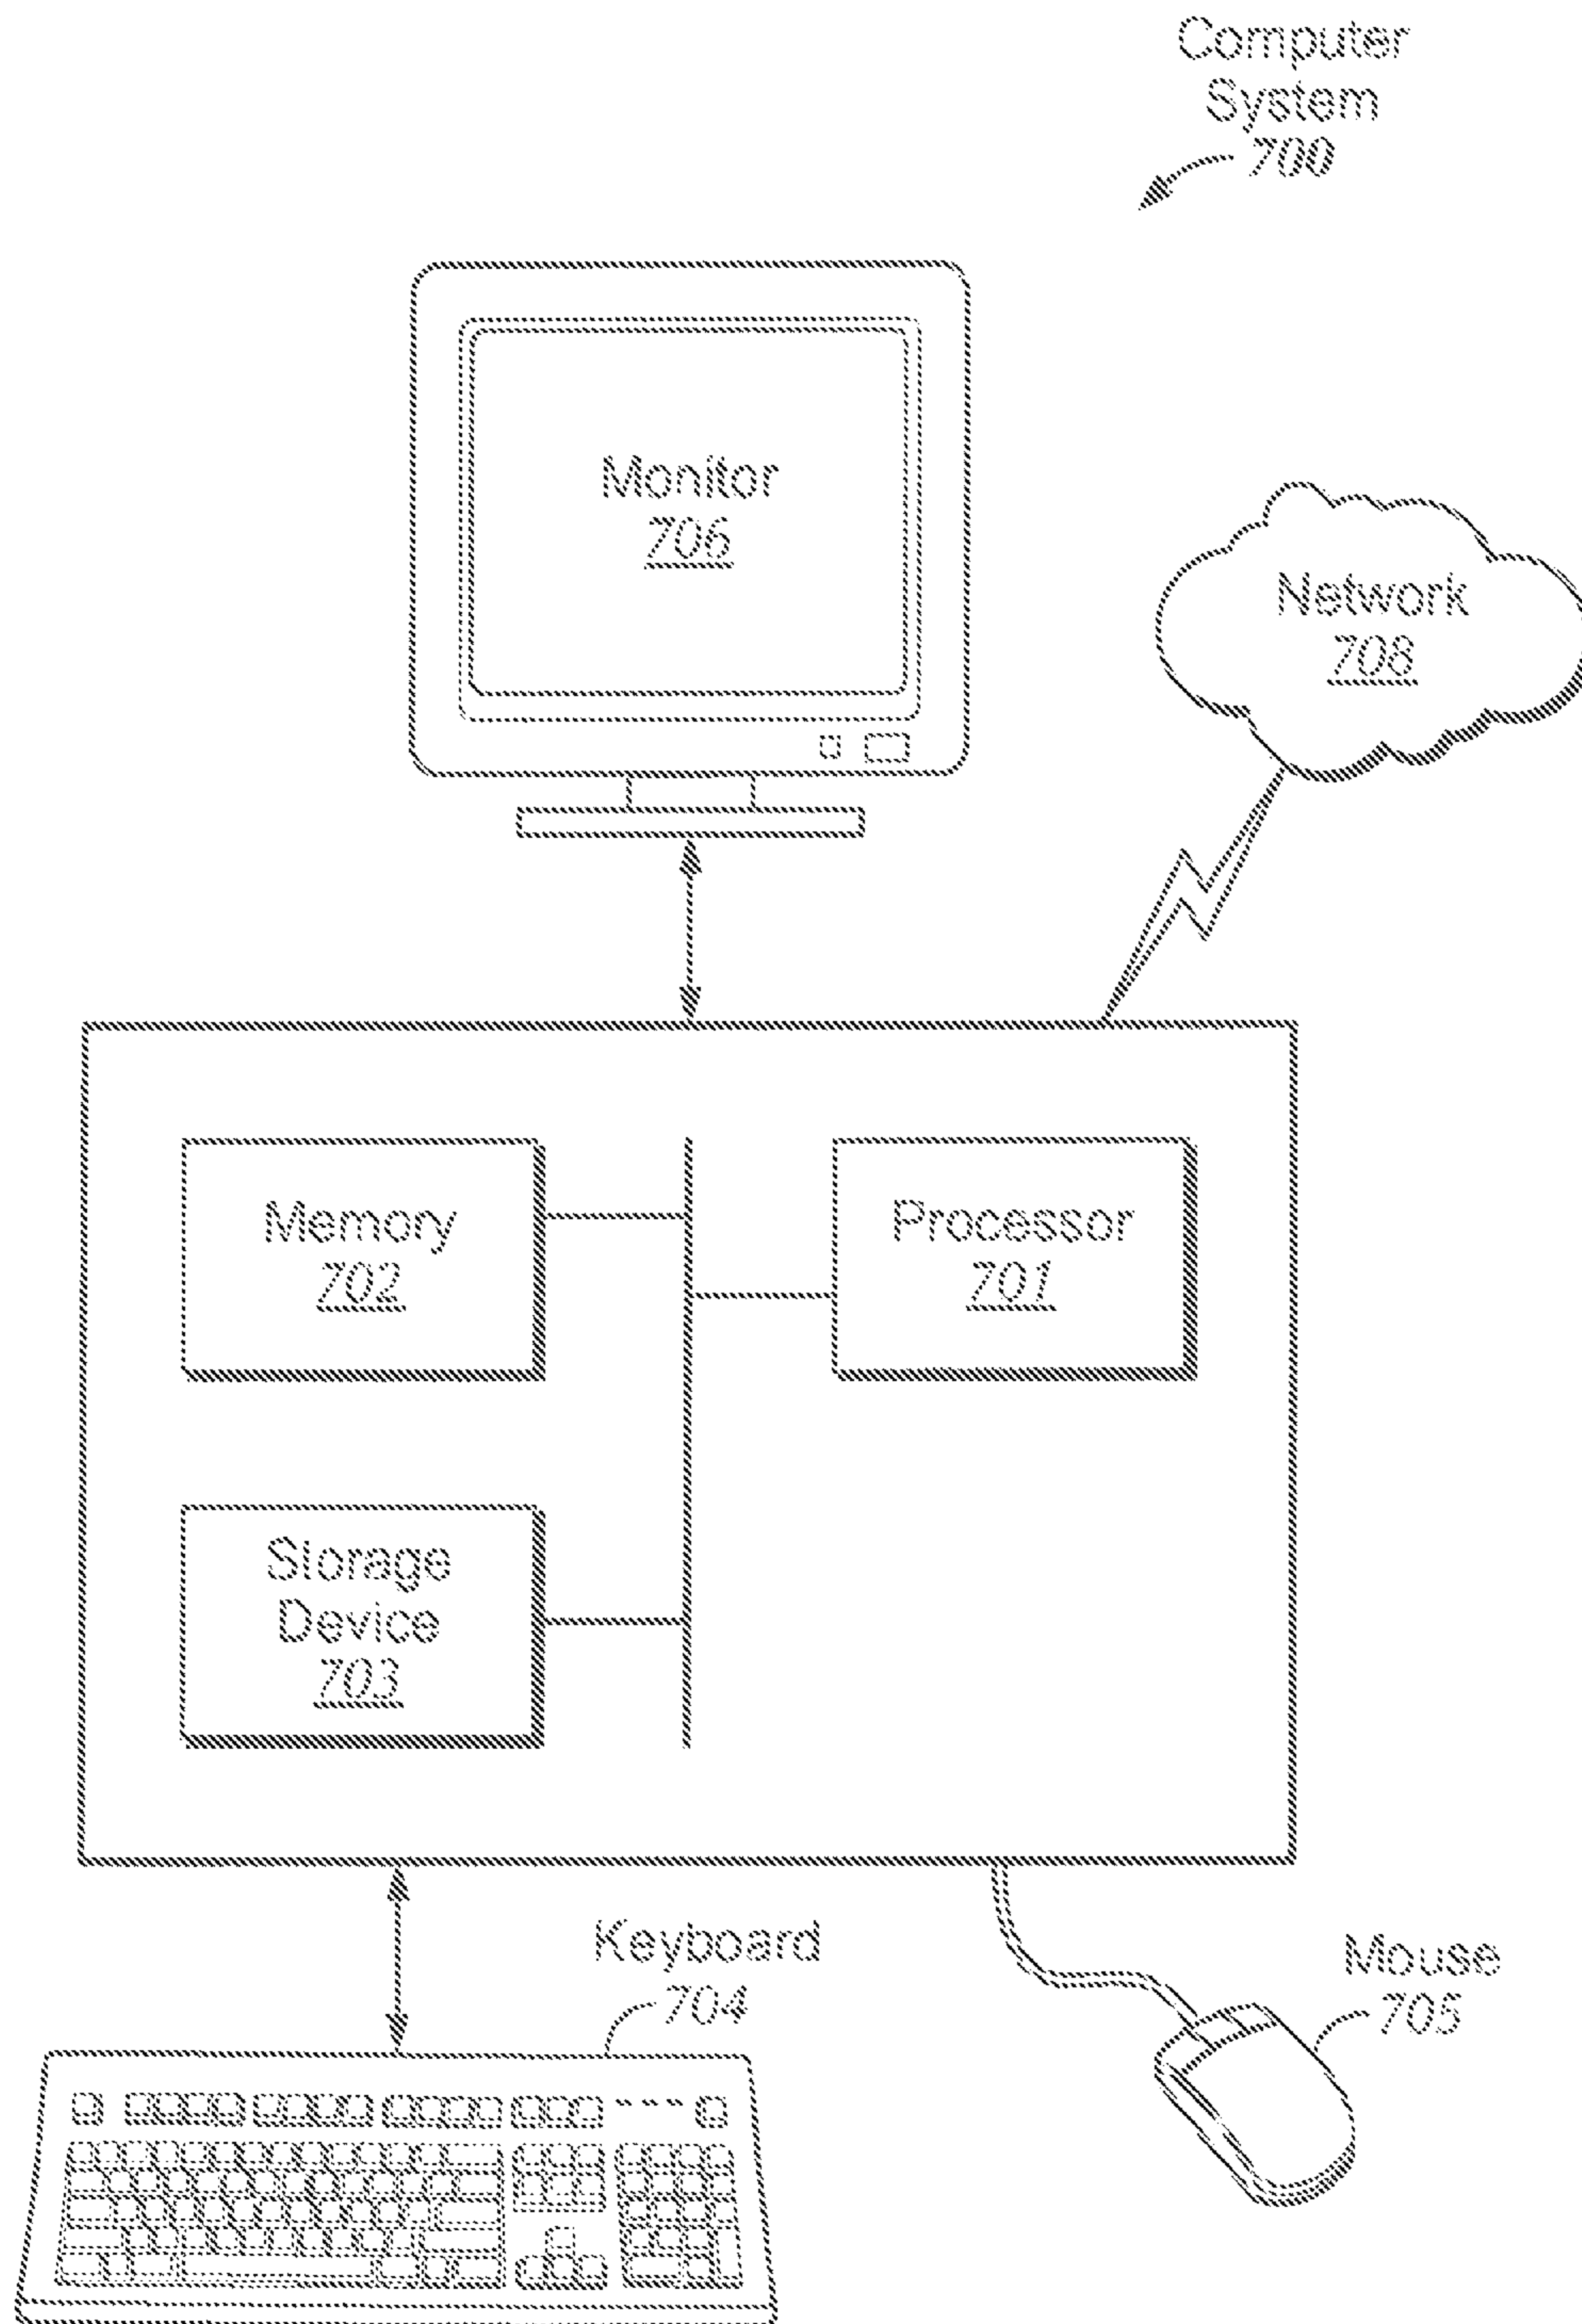 Computer
System
700
Monitor
706
Network
708
Memory
702
Processor
701
Storage
Device
703
Keyboard
704
Mouse
705